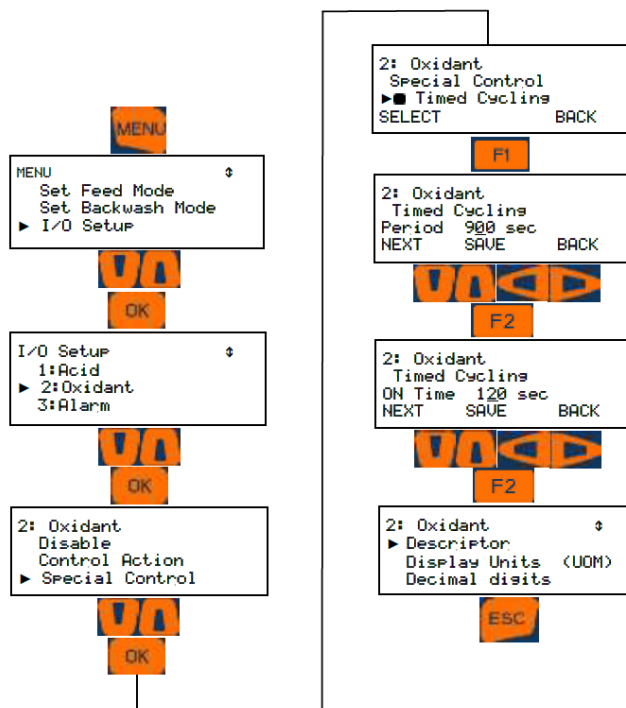 MENU
MENU
Set Feed Mode
Set Backwash Mode
I/O Setup
OK
I/O Setup
1:Acid
2:Oxidant
3:Alarm
OK
2: Oxidant
Disable
Control Action
Special Control
OK
2: Oxidant
Special Control
Timed Cycling
SELECT BACK
F1
2: Oxidant
Timed Cycling
Period 900 sec
NEXT SAVE BACK
F2
2: Oxidant
Timed Cycling
ON Time 120 sec
NEXT SAVE BACK
F2
2: Oxidant
Descriptor
Display Units (UOM)
Decimal digits
ESC